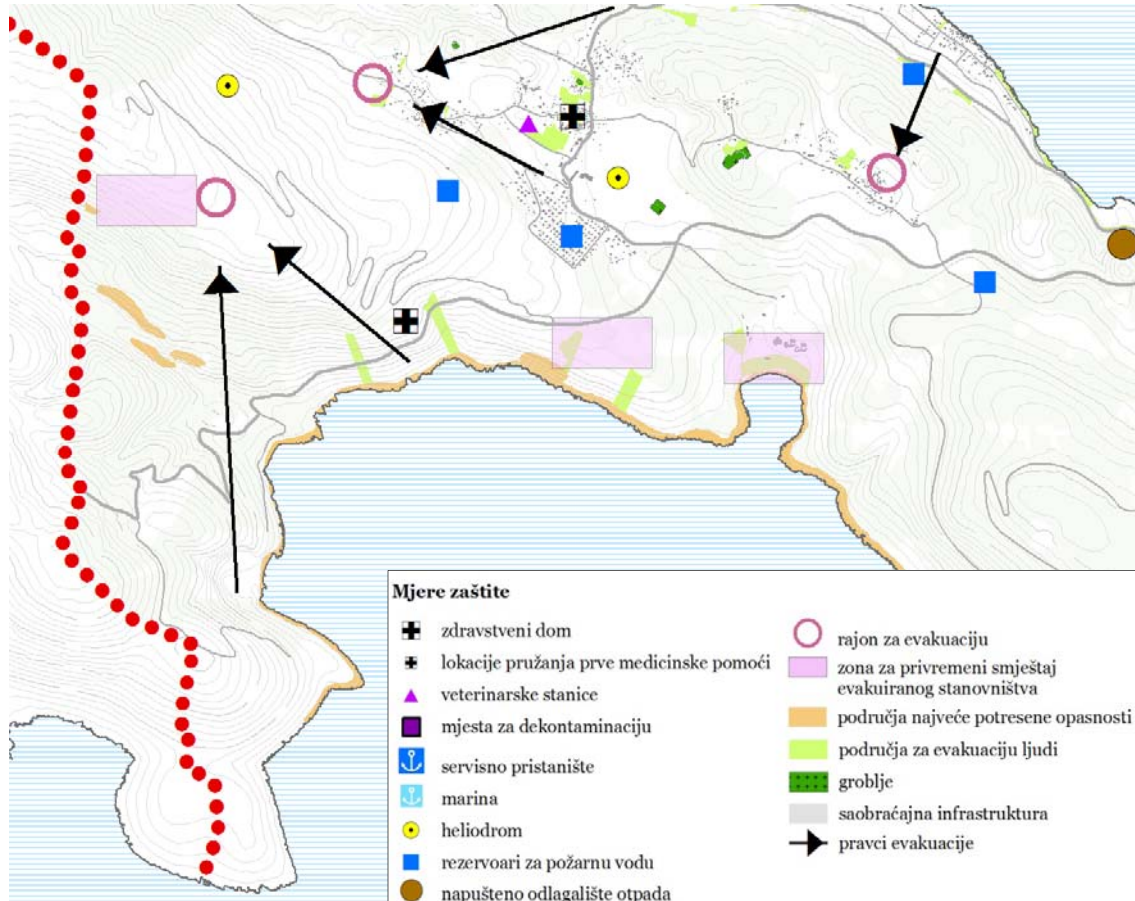 Mjere zaštite
zdravstveni dom
lokacije pružanja prve medicinske pomoći
veterinarske stanice
mjesta za dekontaminaciju
servisno pristanište
marina
heliodrom
rezervoari za požarnu vodu
napušteno odlagalište otpada
rajon za evakuaciju
zona za privremeni smještaj
evakuiranog stanovništva
područja najveće potresene opasnosti
područja za evakuaciju ljudi
groblje
saobraćajna infrastruktura
pravci evakuacije